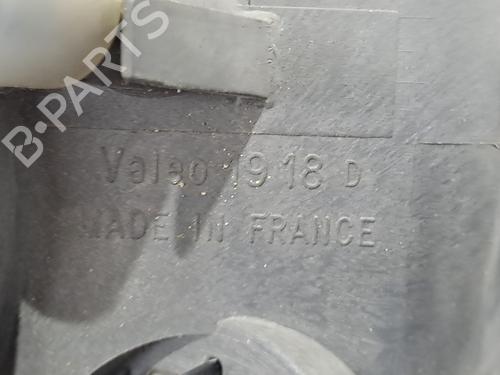 B-PARTS
Valeo 1918 D
MADE IN FRANCE